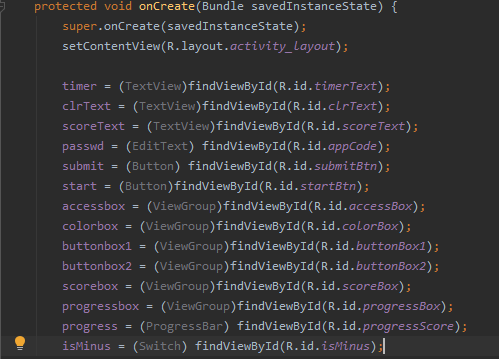 protected void onCreate(Bundle savedInstanceState) {
super.onCreate(savedInstanceState);
setContentView(R.layout.activity_layout);
timer = (TextView)findViewById(R.id.timerText);
clrText = (TextView)findViewById(R.id.clrText);
scoreText = (TextView)findViewById(R.id.scoreText);
passwd = (EditText) findViewById(R.id.appCode);
submit = (Button) findViewById(R.id.submitBtn);
start = (Button)findViewById(R.id.startBtn);
accessbox = (ViewGroup)findViewById(R.id.accessBox);
colorbox = (ViewGroup)findViewById(R.id.colorBox);
buttonbox1 = (ViewGroup)findViewById(R.id.buttonBox1);
buttonbox2 = (ViewGroup)findViewById(R.id.buttonBox2);
scorebox = (ViewGroup)findViewById(R.id.scoreBox);
progressbox = (ViewGroup)findViewById(R.id.progressBox);
progress = (ProgressBar) findViewById(R.id.progressScore);
isMinus = (Switch) findViewById(R.id.isMinus);